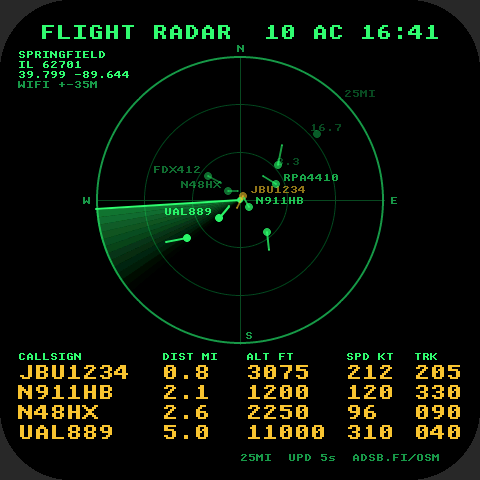 FLIGHT RADAR 10 AC 16:41
SPRINGFIELD
IL 62701
39.799 -89.644
WIFI +-35M
N
25MI
16.7
FDX412
RPA4410
N48HX
JBU1234
W
N911HB
E
UAL889
S
CALLSIGN DIST MI ALT FT SPD KT TRK
JBU1234 0.8 3075 212 205
N911HB 2.1 1200 120 330
N48HX 2.6 2250 96 090
UAL889 5.0 11000 310 040
25MI UPD 5s ADSB.FI/OSM